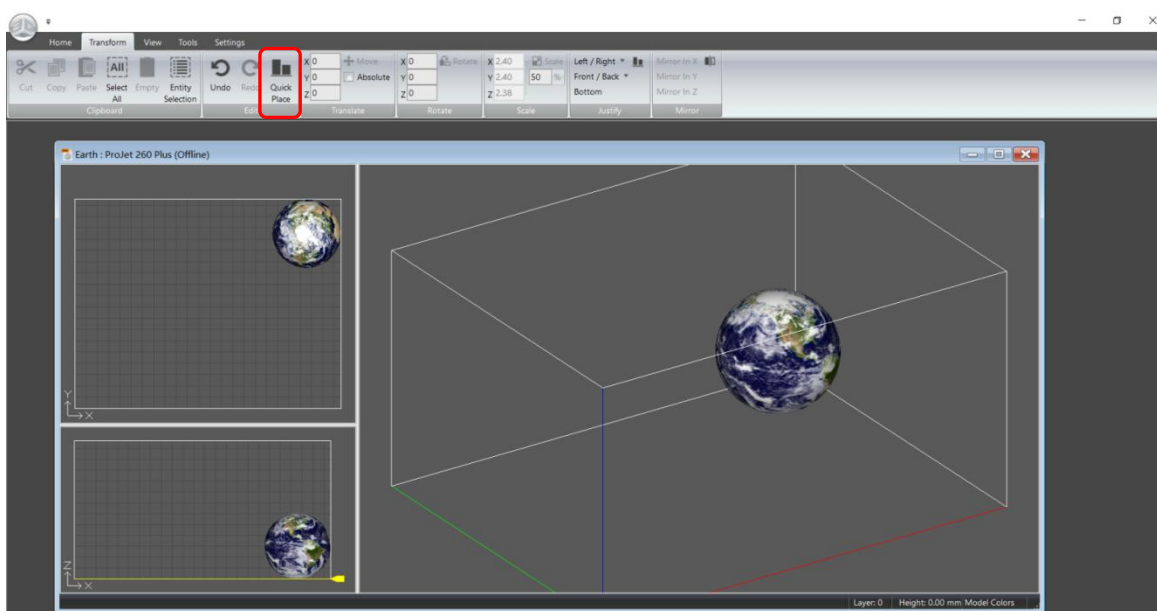 Home Transform View Tools Settings
Cut Copy Paste Select All Empty Entity Selection
Clipboard
Undo Redo Quick Place
Edit
X 0 Move
Y 0 Absolute
Z 0
Translate
X 0 Rotate
Y 0
Z 0
Rotate
X 2.40 Scale
Y 2.40 50 %
Z 2.38
Scale
Left / Right
Front / Back
Bottom
Justify
Mirror In X
Mirror In Y
Mirror In Z
Mirror
Earth : ProJet 260 Plus (Offline)
Y
X
Z
X
Layer: 0 Height: 0.00 mm Model Colors